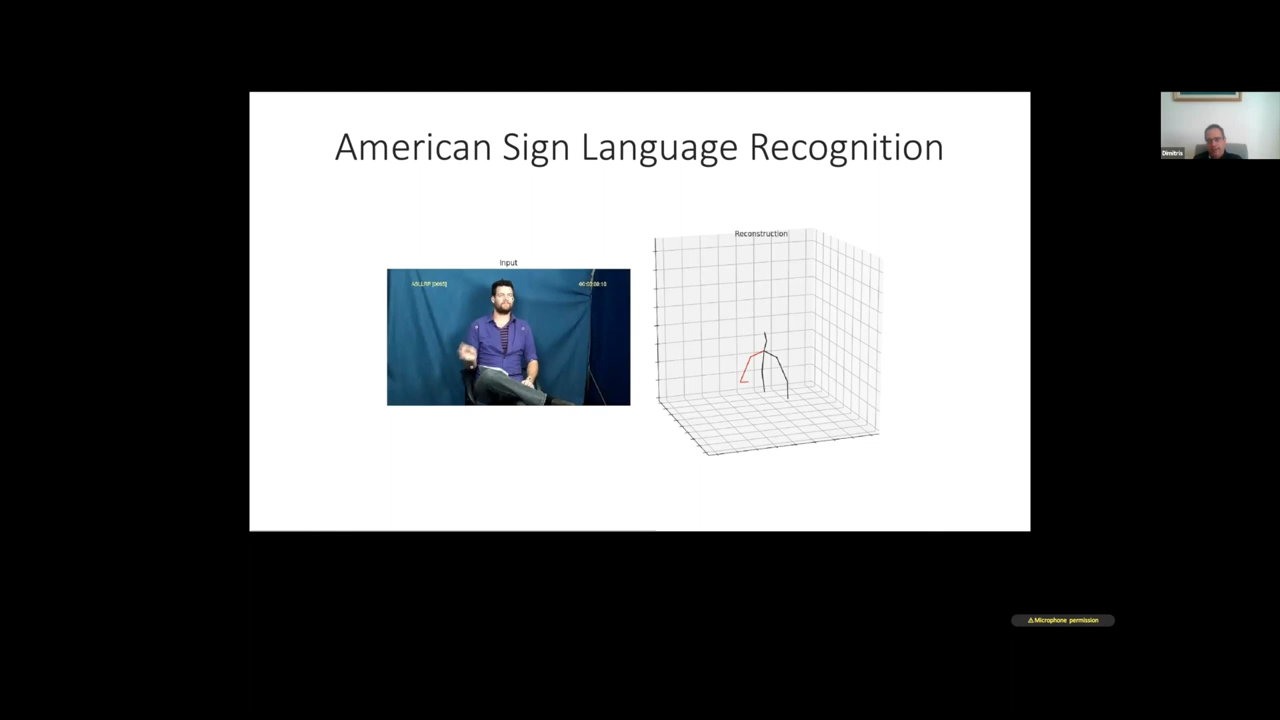 American Sign Language Recognition
Dimitris
Reconstruction
Input
⚠ Microphone permission